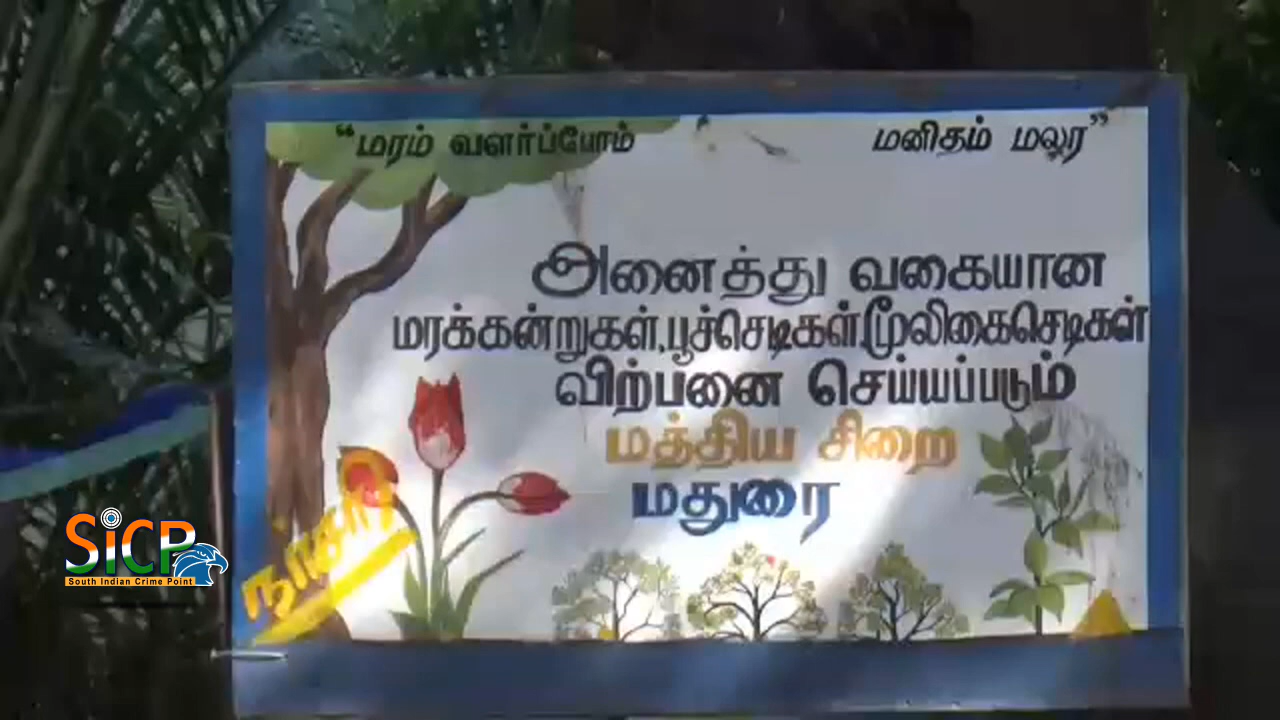 “மரம் வளர்ப்போம் மனிதம் மலர”
அனைத்து வகையான
மரக்கன்றுகள்,பூச்செடிகள்,மூலிகைசெடிகள்
விற்பனை செய்யப்படும்
மத்திய சிறை
மதுரை
SiCP
South Indian Crime Point